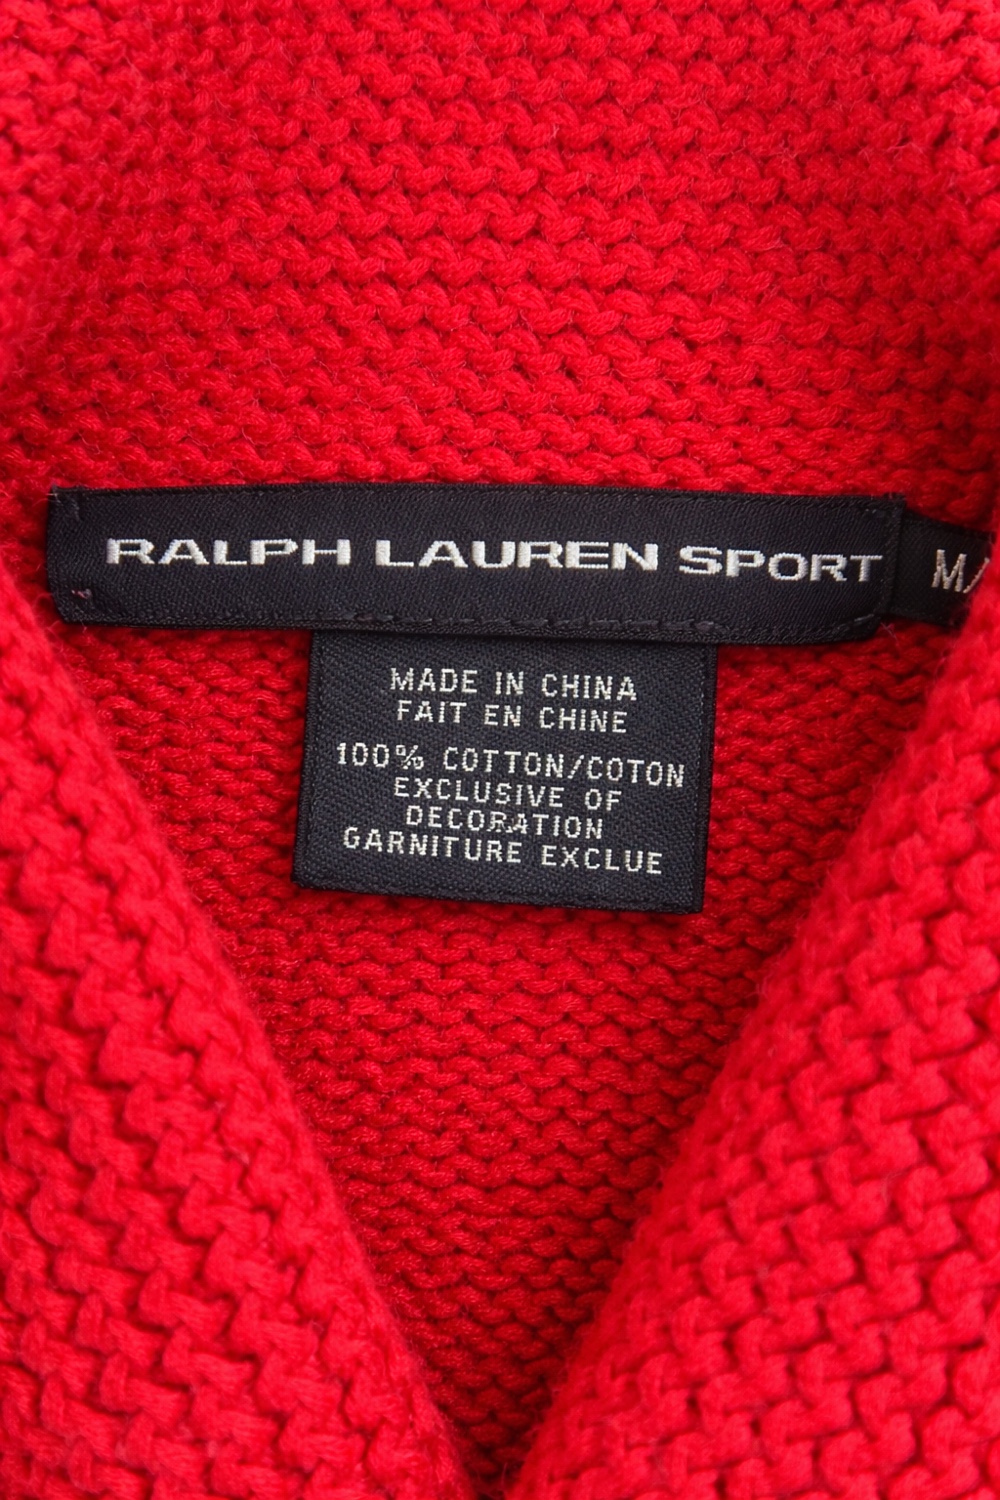 RALPH LAUREN SPORT
M/
MADE IN CHINA
FAIT EN CHINE
100% COTTON/COTON
EXCLUSIVE OF
DECORATION
GARNITURE EXCLUE